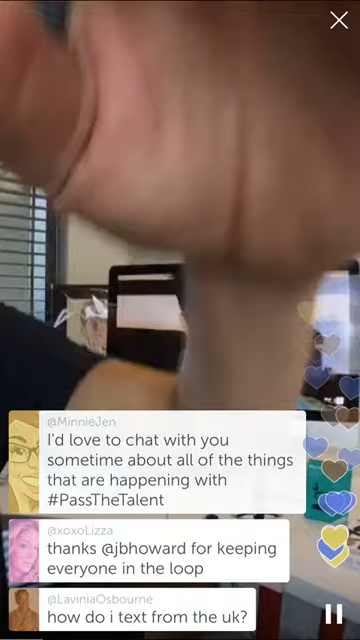 @MinnieJen
I'd love to chat with you
sometime about all of the things
that are happening with
#PassTheTalent
@xoxoLizza
thanks @jbhoward for keeping
everyone in the loop
@LaviniaOsbourne
how do i text from the uk?